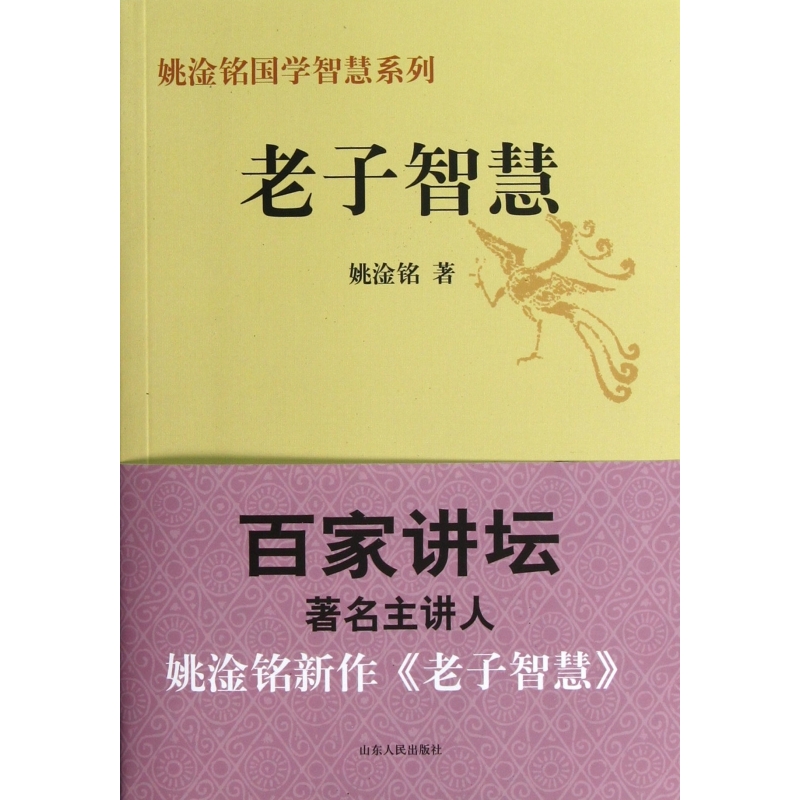 姚淦铭国学智慧系列
老子智慧
姚淦铭 著
百家讲坛
著名主讲人
姚淦铭新作《老子智慧》
山东人民出版社